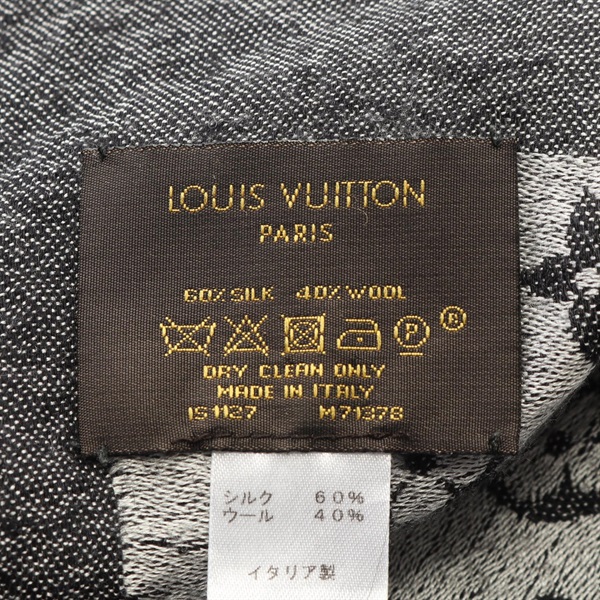 LOUIS VUITTON
PARIS
60% SILK 40% WOOL
P ®
DRY CLEAN ONLY
MADE IN ITALY
IS1127 M71378
シルク 60%
ウール 40%
イタリア製